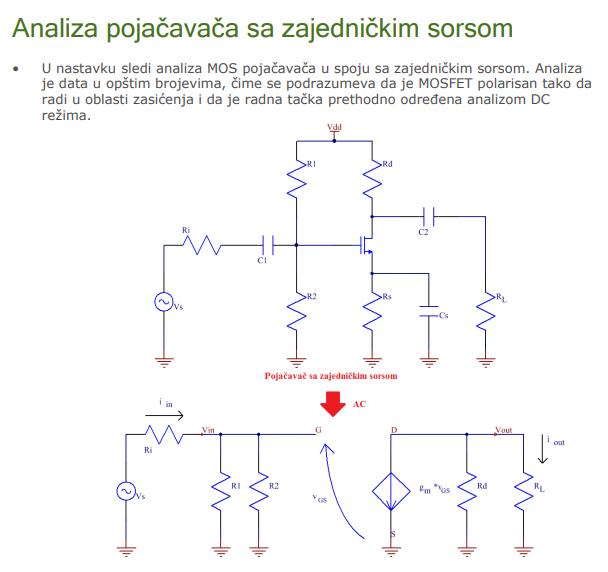 Analiza pojačavača sa zajedničkim sorsom
• U nastavku sledi analiza MOS pojačavača u spoju sa zajedničkim sorsom. Analiza
je data u opštim brojevima, čime se podrazumeva da je MOSFET polarisan tako da
radi u oblasti zasićenja i da je radna tačka prethodno određena analizom DC
režima.
Vdd
R1
Rd
Ri
C1
C2
Vs
R2
Rs
Cs
RL
Pojačavač sa zajedničkim sorsom
AC
i in
Ri
Vin
G
D
Vout
i out
Vs
R1
R2
vGS
gm *vGS
Rd
RL
S